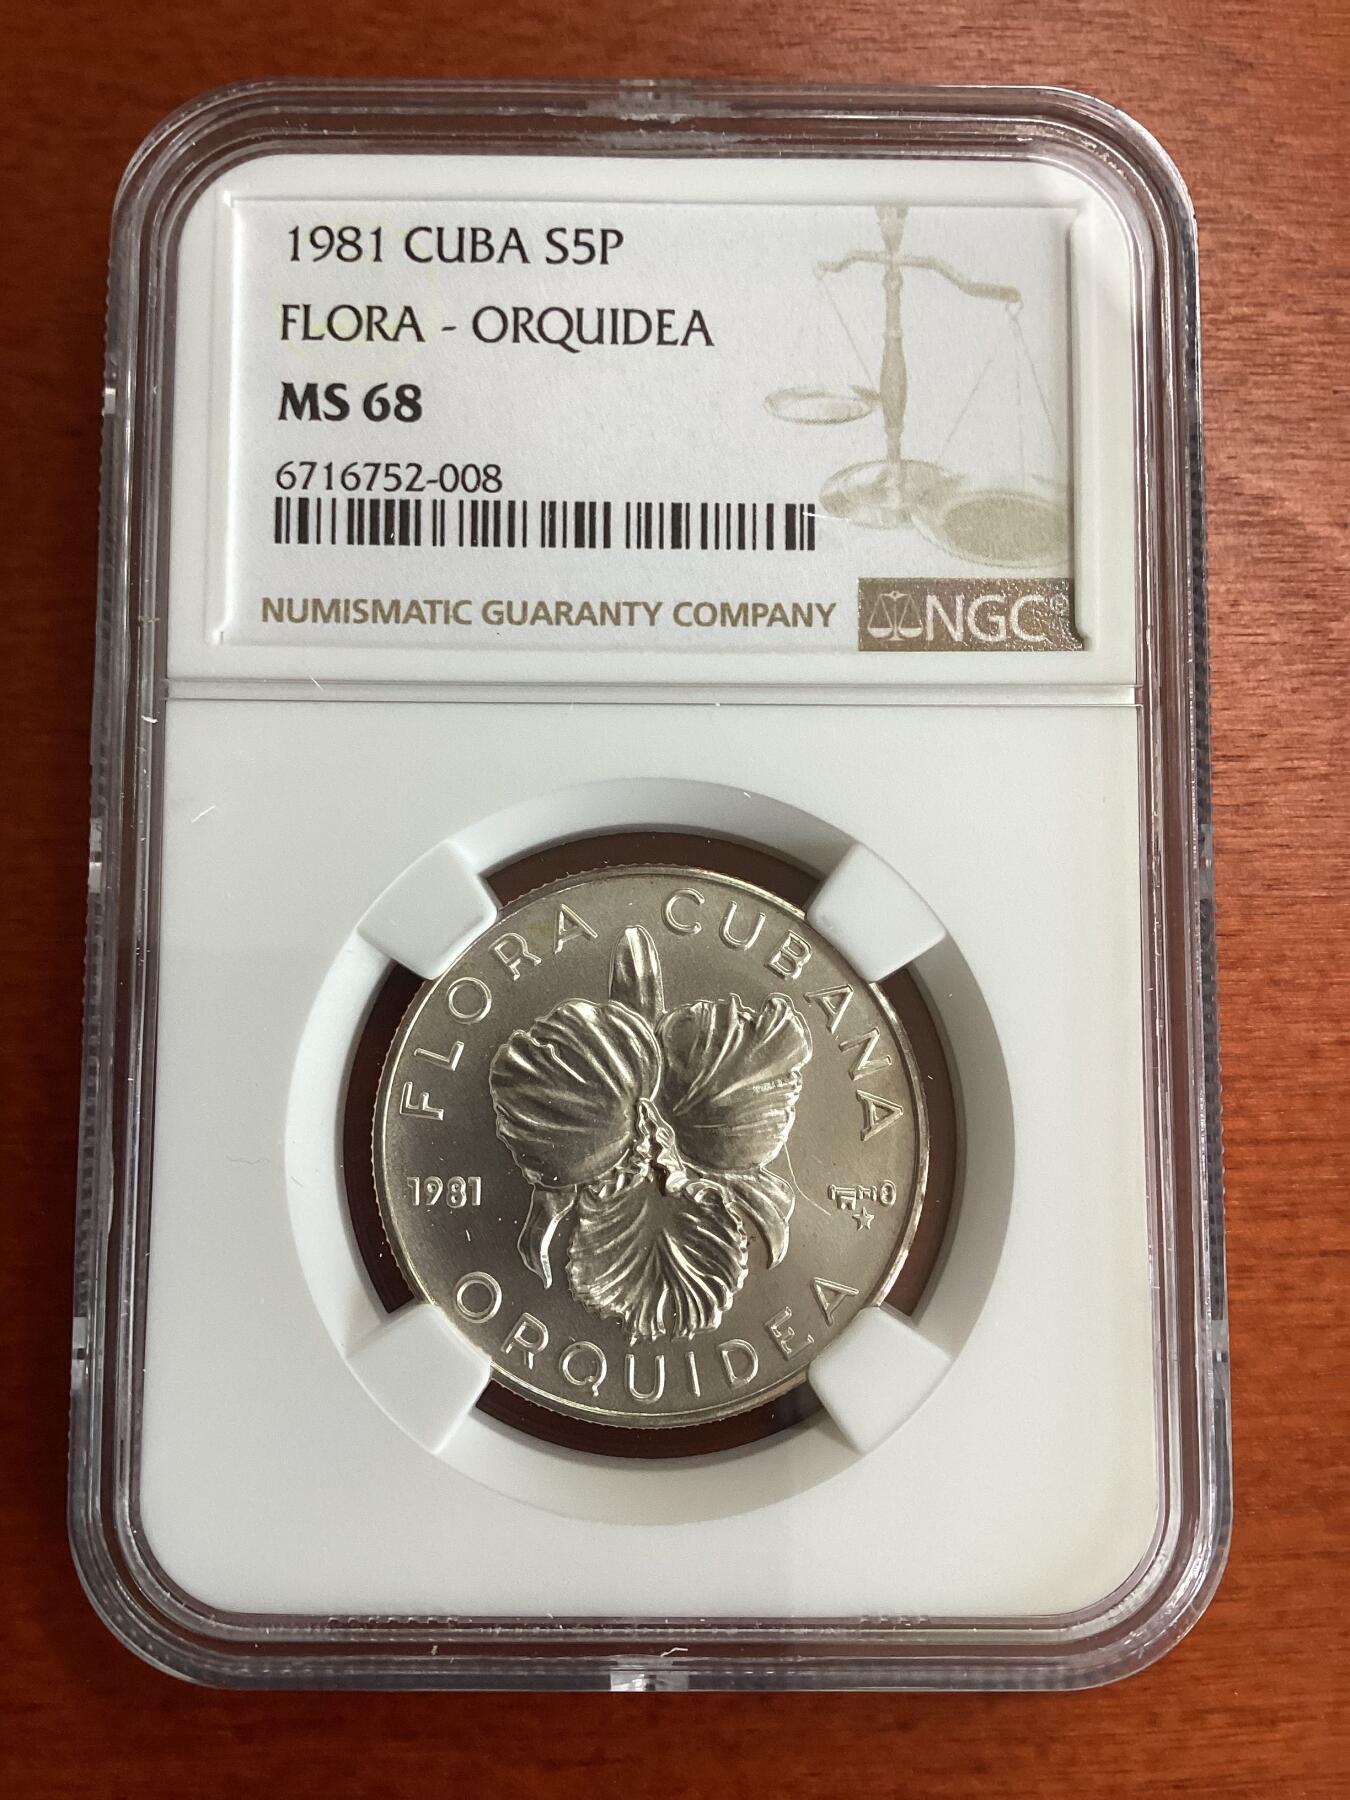 1981 CUBA S5P
FLORA - ORQUIDEA
MS 68
6716752-008
NUMISMATIC GUARANTY COMPANY
NGC
FLORA CUBANA
1981
ORQUIDEA